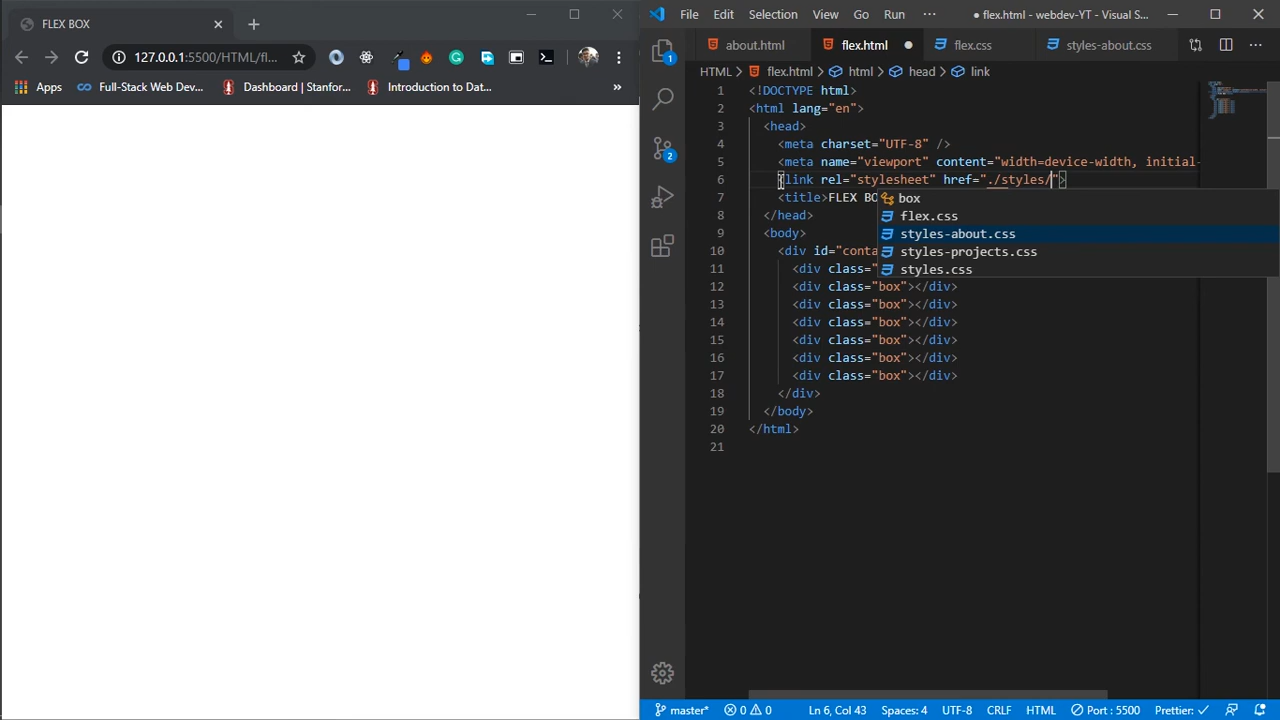 FLEX BOX
127.0.0.1:5500/HTML/fl...
Apps
Full-Stack Web Dev...
Dashboard | Stanfor...
Introduction to Dat...
»
File Edit Selection View Go Run ···
● flex.html - webdev-YT - Visual S...
about.html
flex.html
flex.css
styles-about.css
HTML > flex.html > html > head > link
1
2
1 <!DOCTYPE html>
2 <html lang="en">
3 <head>
4 <meta charset="UTF-8" />
5 <meta name="viewport" content="width=device-width, initial-
6 <link rel="stylesheet" href="./styles/">
7 <title>FLEX BO
8 </head>
9 <body>
10 <div id="conta
11 <div class=
12 <div class="box"></div>
13 <div class="box"></div>
14 <div class="box"></div>
15 <div class="box"></div>
16 <div class="box"></div>
17 <div class="box"></div>
18 </div>
19 </body>
20 </html>
21
box
flex.css
styles-about.css
styles-projects.css
styles.css
master* 0 0 Ln 6, Col 43 Spaces: 4 UTF-8 CRLF HTML Port : 5500 Prettier: ✓